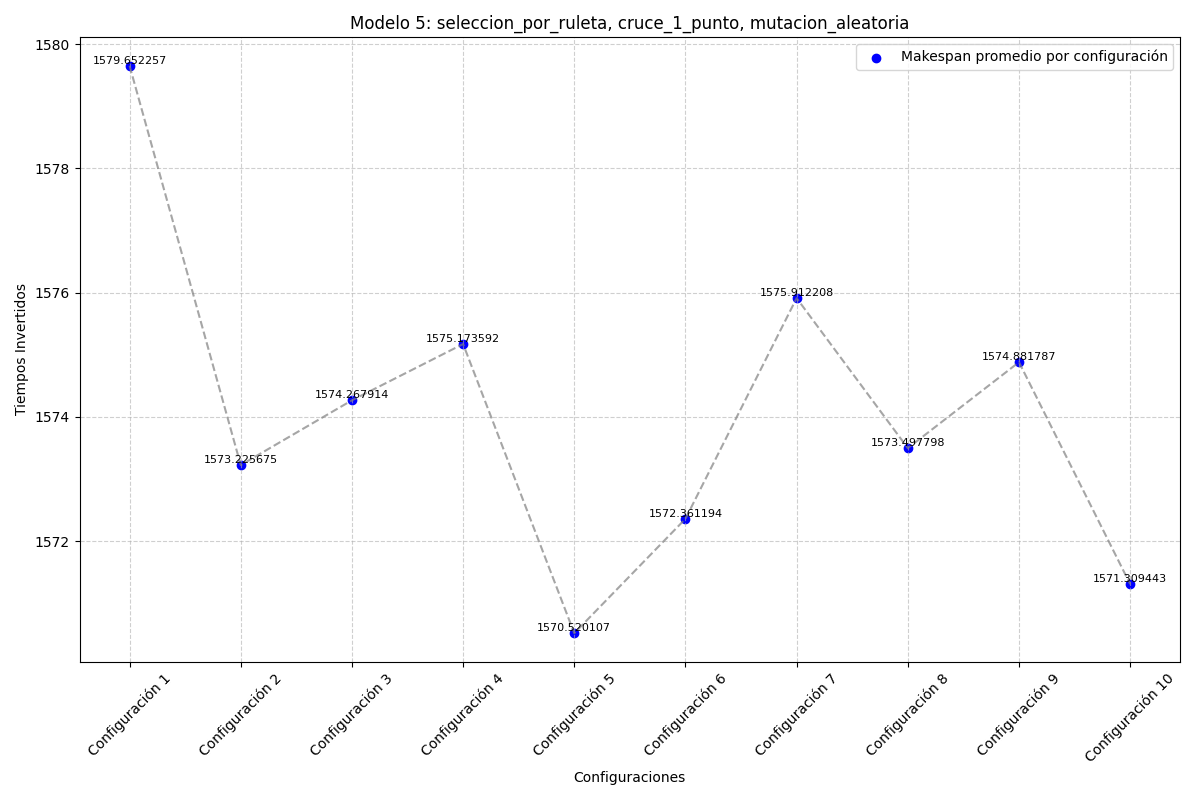 Modelo 5: seleccion_por_ruleta, cruce_1_punto, mutacion_aleatoria
Makespan promedio por configuración
Tiempos Invertidos
1580
1578
1576
1574
1572
1579.652257
1573.225675
1574.267914
1575.173592
1570.520107
1572.361194
1575.912208
1573.497798
1574.881787
1571.309443
Configuración 1
Configuración 2
Configuración 3
Configuración 4
Configuración 5
Configuración 6
Configuración 7
Configuración 8
Configuración 9
Configuración 10
Configuraciones